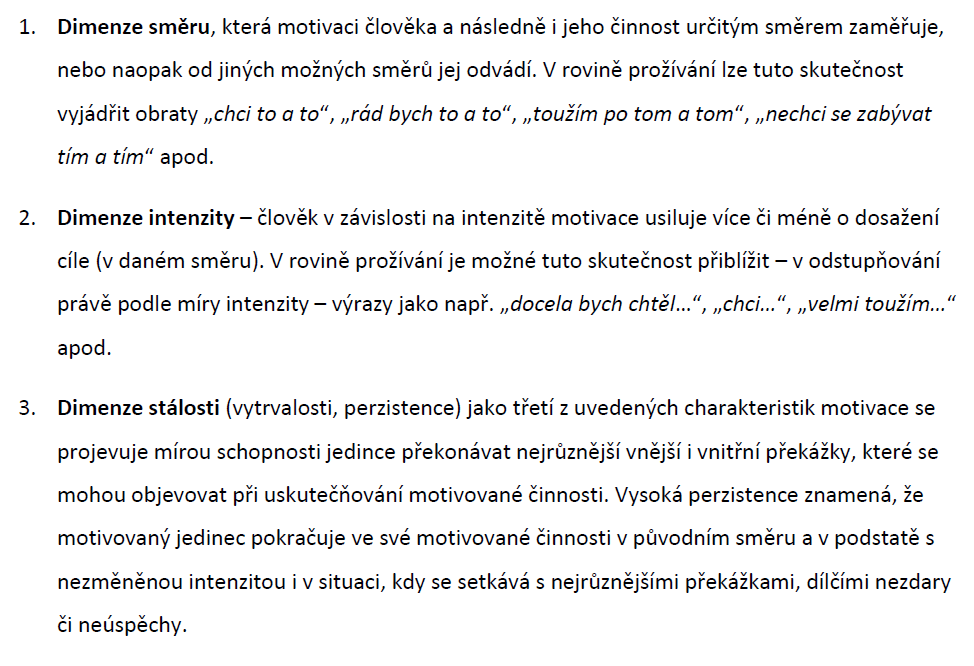 1. Dimenze směru, která motivaci člověka a následně i jeho činnost určitým směrem zaměřuje,
nebo naopak od jiných možných směrů jej odvádí. V rovině prožívání lze tuto skutečnost
vyjádřit obraty „chci to a to“, „rád bych to a to“, „toužím po tom a tom“, „nechci se zabývat
tím a tím“ apod.
2. Dimenze intenzity – člověk v závislosti na intenzitě motivace usiluje více či méně o dosažení
cíle (v daném směru). V rovině prožívání je možné tuto skutečnost přiblížit – v odstupňování
právě podle míry intenzity – výrazy jako např. „docela bych chtěl…“, „chci…“, „velmi toužím…“
apod.
3. Dimenze stálosti (vytrvalosti, perzistence) jako třetí z uvedených charakteristik motivace se
projevuje mírou schopnosti jedince překonávat nejrůznější vnější i vnitřní překážky, které se
mohou objevovat při uskutečňování motivované činnosti. Vysoká perzistence znamená, že
motivovaný jedinec pokračuje ve své motivované činnosti v původním směru a v podstatě s
nezměněnou intenzitou i v situaci, kdy se setkává s nejrůznějšími překážkami, dílčími nezdary
či neúspěchy.